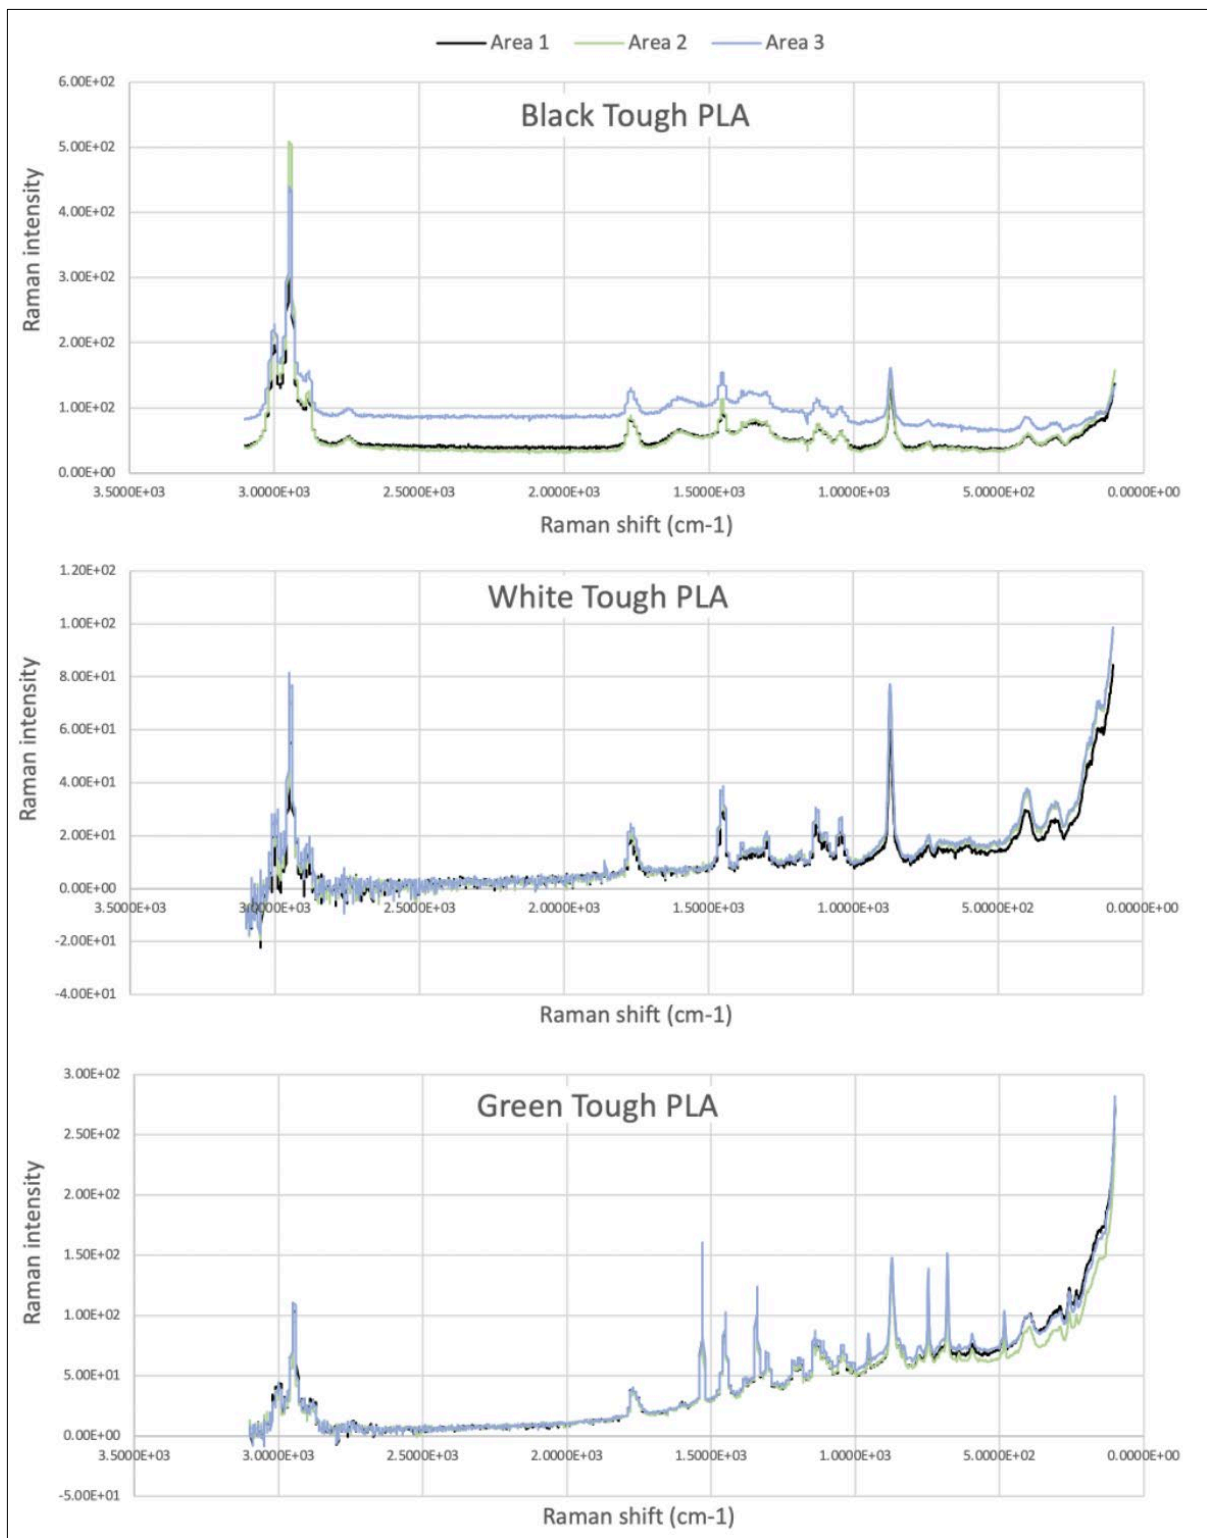 Area 1 Area 2 Area 3
6.00E+02
Black Tough PLA
5.00E+02
4.00E+02
3.00E+02
2.00E+02
1.00E+02
0.00E+00
3.5000E+03 3.0000E+03 2.5000E+03 2.0000E+03 1.5000E+03 1.0000E+03 5.0000E+02 0.0000E+00
Raman intensity
Raman shift (cm-1)
1.20E+02
White Tough PLA
1.00E+02
8.00E+01
6.00E+01
4.00E+01
2.00E+01
0.00E+00
3.5000E+03 3.0000E+03 2.5000E+03 2.0000E+03 1.5000E+03 1.0000E+03 5.0000E+02 0.0000E+00
-2.00E+01
-4.00E+01
Raman intensity
Raman shift (cm-1)
3.00E+02
Green Tough PLA
2.50E+02
2.00E+02
1.50E+02
1.00E+02
5.00E+01
0.00E+00
3.5000E+03 3.0000E+03 2.5000E+03 2.0000E+03 1.5000E+03 1.0000E+03 5.0000E+02 0.0000E+00
-5.00E+01
Raman intensity
Raman shift (cm-1)